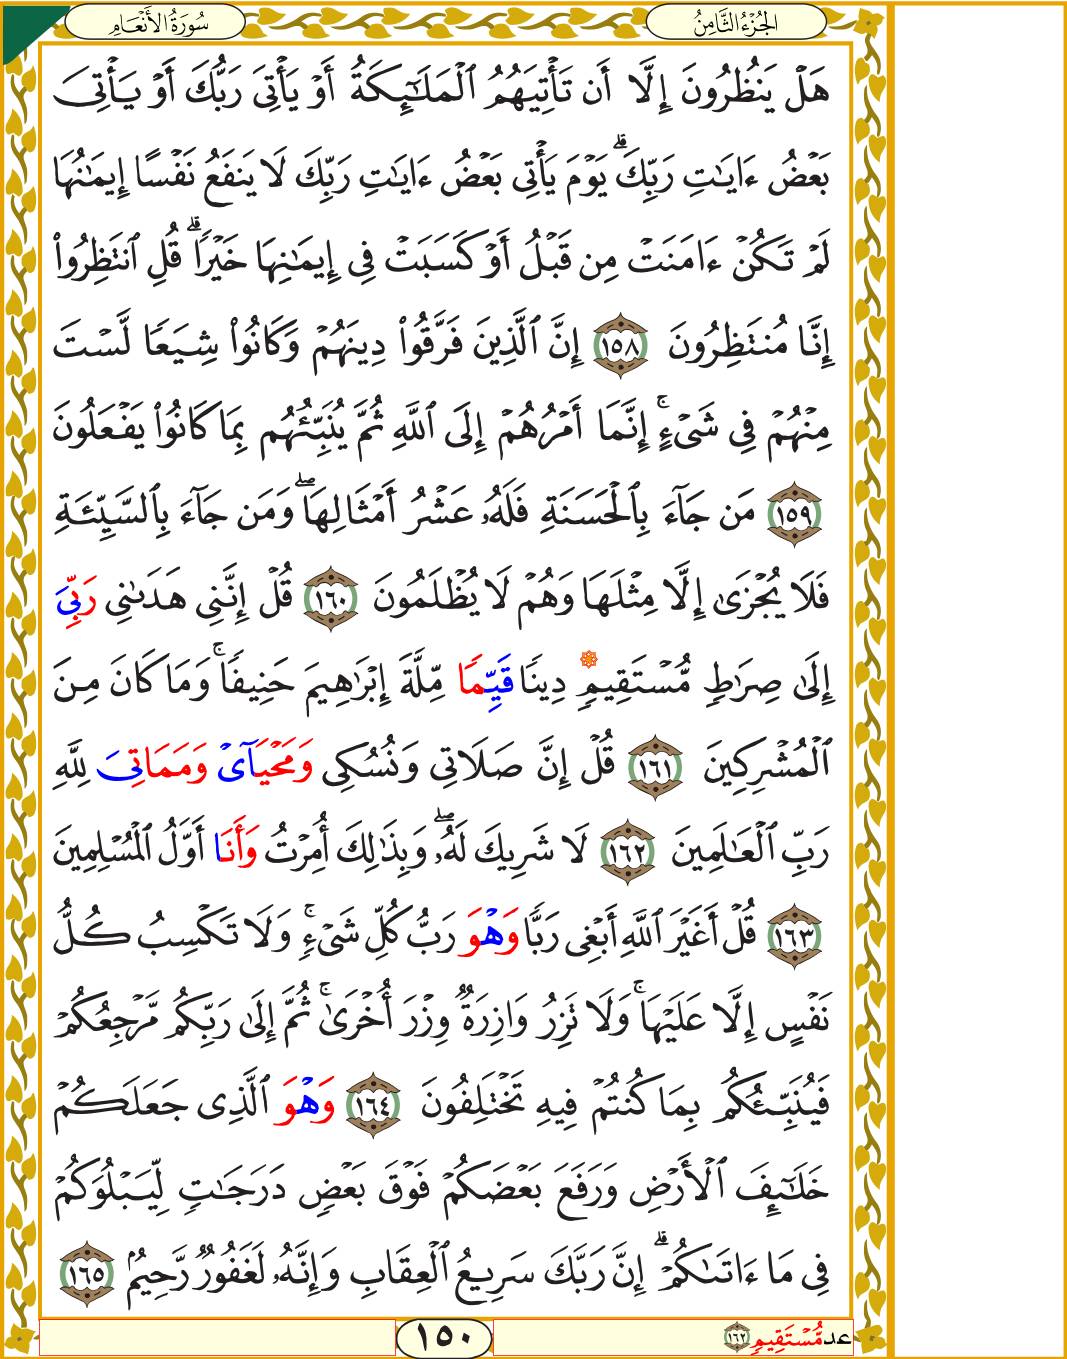 سُورَةُ الأَنْعَامِ
الجُزْءُ الثَّامِنُ
هَلْ يَنظُرُونَ إِلَّا أَن تَأْتِيَهُمُ ٱلْمَلَـٰٓئِكَةُ أَوْ يَأْتِىَ رَبُّكَ أَوْ يَأْتِىَ
بَعْضُ ءَايَـٰتِ رَبِّكَ ۗ يَوْمَ يَأْتِى بَعْضُ ءَايَـٰتِ رَبِّكَ لَا يَنفَعُ نَفْسًا إِيمَـٰنُهَا
لَمْ تَكُنْ ءَامَنَتْ مِن قَبْلُ أَوْ كَسَبَتْ فِى إِيمَـٰنِهَا خَيْرًا ۗ قُلِ ٱنتَظِرُوٓا۟
إِنَّا مُنتَظِرُونَ ١٥٨ إِنَّ ٱلَّذِينَ فَرَّقُوا۟ دِينَهُمْ وَكَانُوا۟ شِيَعًا لَّسْتَ
مِنْهُمْ فِى شَىْءٍ ۚ إِنَّمَا أَمْرُهُمْ إِلَى ٱللَّهِ ثُمَّ يُنَبِّئُهُم بِمَا كَانُوا۟ يَفْعَلُونَ
١٥٩ مَن جَآءَ بِٱلْحَسَنَةِ فَلَهُۥ عَشْرُ أَمْثَالِهَا ۖ وَمَن جَآءَ بِٱلسَّيِّئَةِ
فَلَا يُجْزَىٰ إِلَّا مِثْلَهَا وَهُمْ لَا يُظْلَمُونَ ١٦٠ قُلْ إِنَّنِى هَدَىٰنِى رَبِّىَ
إِلَىٰ صِرَٰطٍ مُّسْتَقِيمٍ دِينًا قَيِّمًا مِّلَّةَ إِبْرَٰهِيمَ حَنِيفًا ۚ وَمَا كَانَ مِنَ
ٱلْمُشْرِكِينَ ١٦١ قُلْ إِنَّ صَلَاتِى وَنُسُكِى وَمَحْيَآىْ وَمَمَاتِىَ لِلَّهِ
رَبِّ ٱلْعَـٰلَمِينَ ١٦٢ لَا شَرِيكَ لَهُۥ ۖ وَبِذَٰلِكَ أُمِرْتُ وَأَنَا أَوَّلُ ٱلْمُسْلِمِينَ
١٦٣ قُلْ أَغَيْرَ ٱللَّهِ أَبْغِى رَبًّا وَهْوَ رَبُّ كُلِّ شَىْءٍ ۚ وَلَا تَكْسِبُ كُلُّ
نَفْسٍ إِلَّا عَلَيْهَا ۚ وَلَا تَزِرُ وَازِرَةٌ وِزْرَ أُخْرَىٰ ۚ ثُمَّ إِلَىٰ رَبِّكُم مَّرْجِعُكُمْ
فَيُنَبِّئُكُم بِمَا كُنتُمْ فِيهِ تَخْتَلِفُونَ ١٦٤ وَهْوَ ٱلَّذِى جَعَلَكُمْ
خَلَـٰٓئِفَ ٱلْأَرْضِ وَرَفَعَ بَعْضَكُمْ فَوْقَ بَعْضٍ دَرَجَـٰتٍ لِّيَبْلُوَكُمْ
فِى مَا ءَاتَىٰكُمْ ۗ إِنَّ رَبَّكَ سَرِيعُ ٱلْعِقَابِ وَإِنَّهُۥ لَغَفُورٌ رَّحِيمٌ ١٦٥
عد مُّسْتَقِيمٍ ١٦٢
١٥٠